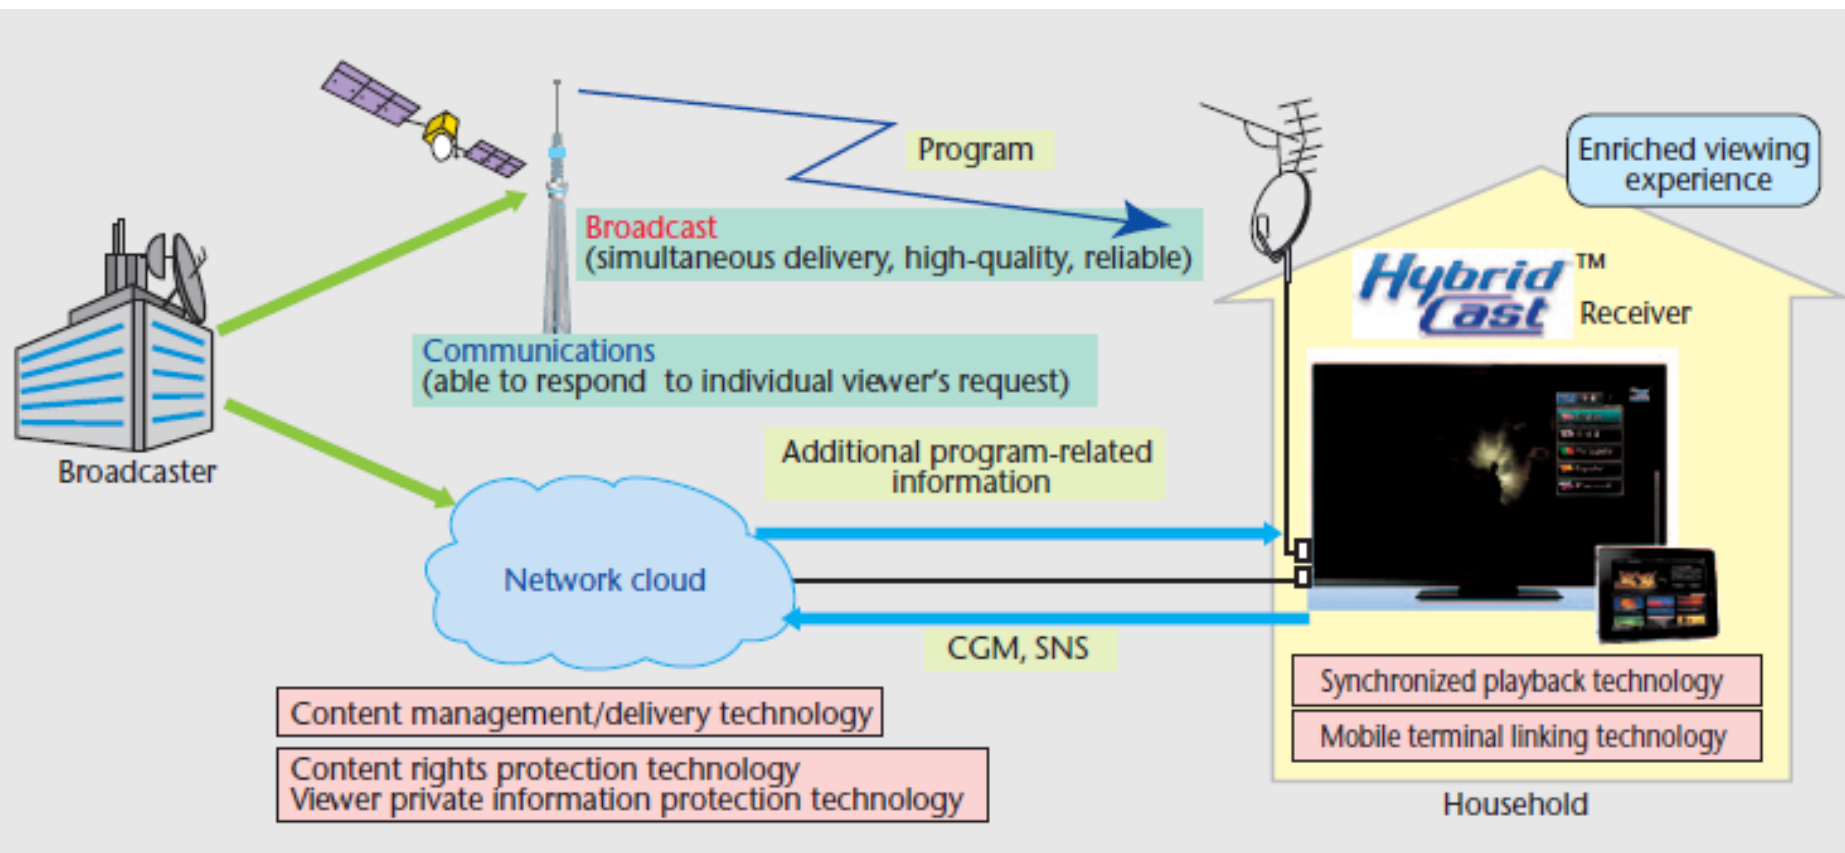 Program
Enriched viewing
experience
Broadcast
(simultaneous delivery, high-quality, reliable)
Hybrid
Cast
TM
Receiver
Communications
(able to respond to individual viewer's request)
Broadcaster
Additional program-related
information
Network cloud
CGM, SNS
Content management/delivery technology
Content rights protection technology
Viewer private information protection technology
Synchronized playback technology
Mobile terminal linking technology
Household